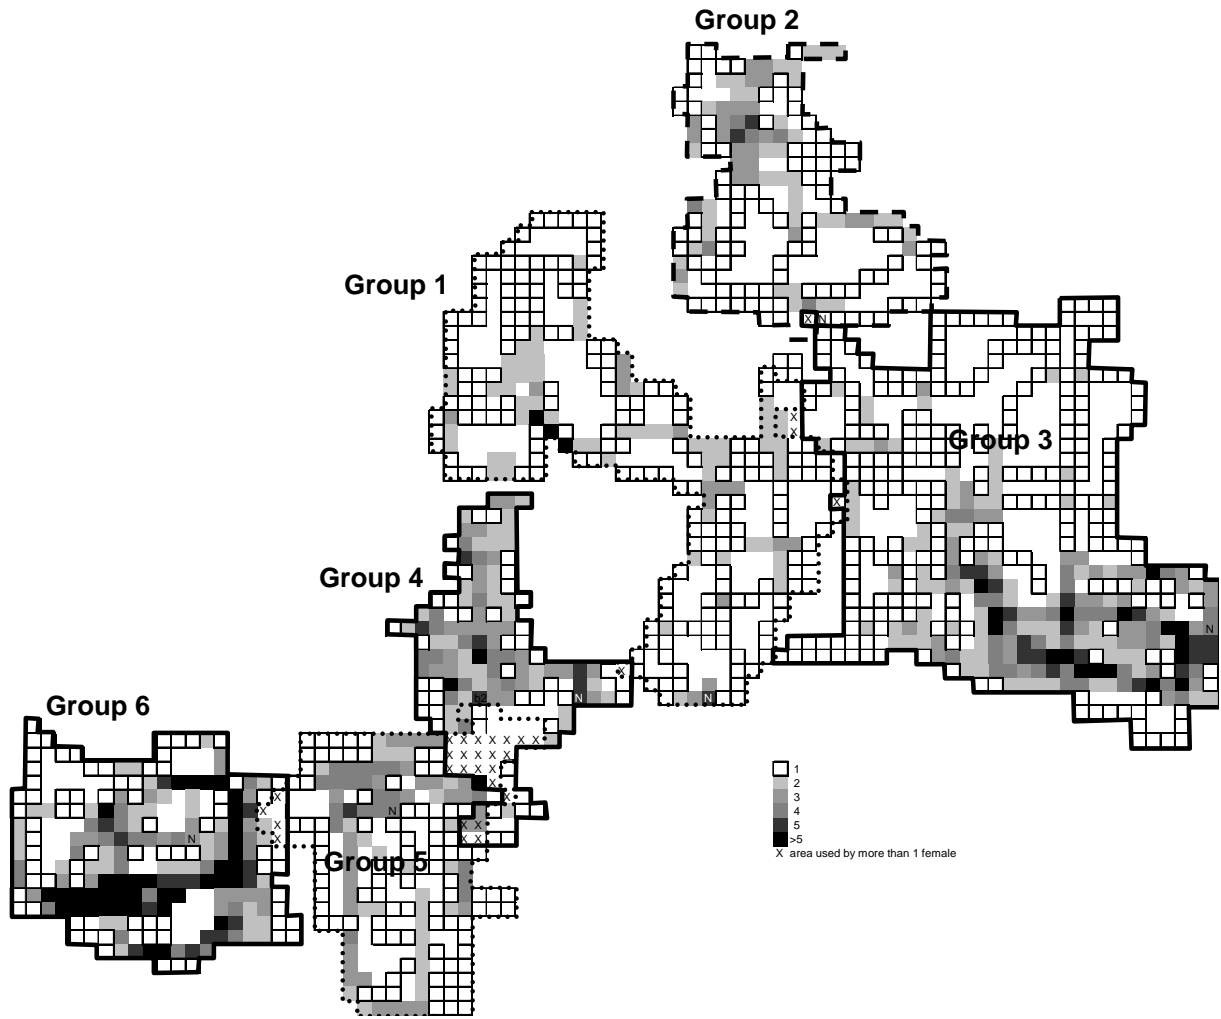 Group 2
Group 1
X N
X
X
Group 3
X
Group 4
N
X
b2 N N
Group 6
X X X X X X X
X X X X X
X X X X
X
X X
X N
X X X
X N X X
Group 5
1
2
3
4
5
>5
X area used by more than 1 female